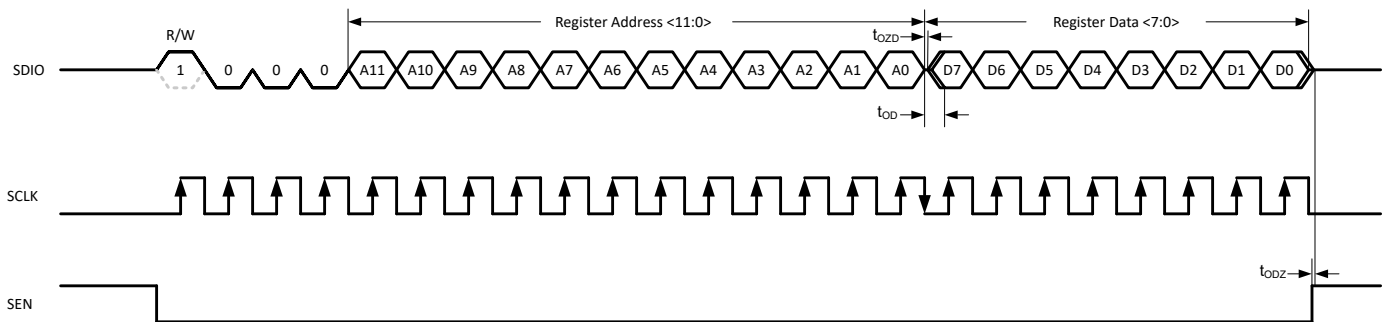 Register Address <11:0> Register Data <7:0>
R/W tOZD
SDIO 1 0 0 0 A11 A10 A9 A8 A7 A6 A5 A4 A3 A2 A1 A0 D7 D6 D5 D4 D3 D2 D1 D0
tOD
SCLK
tODZ
SEN